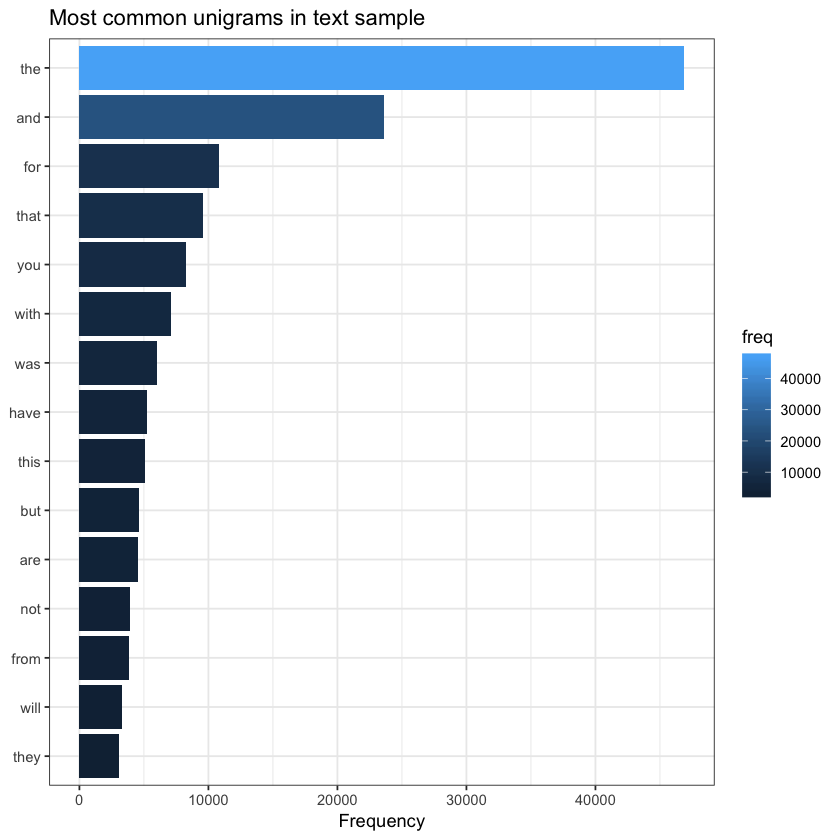 Most common unigrams in text sample
the
and
for
that
you
with
was
have
this
but
are
not
from
will
they
0 10000 20000 30000 40000
Frequency
freq
40000
30000
20000
10000